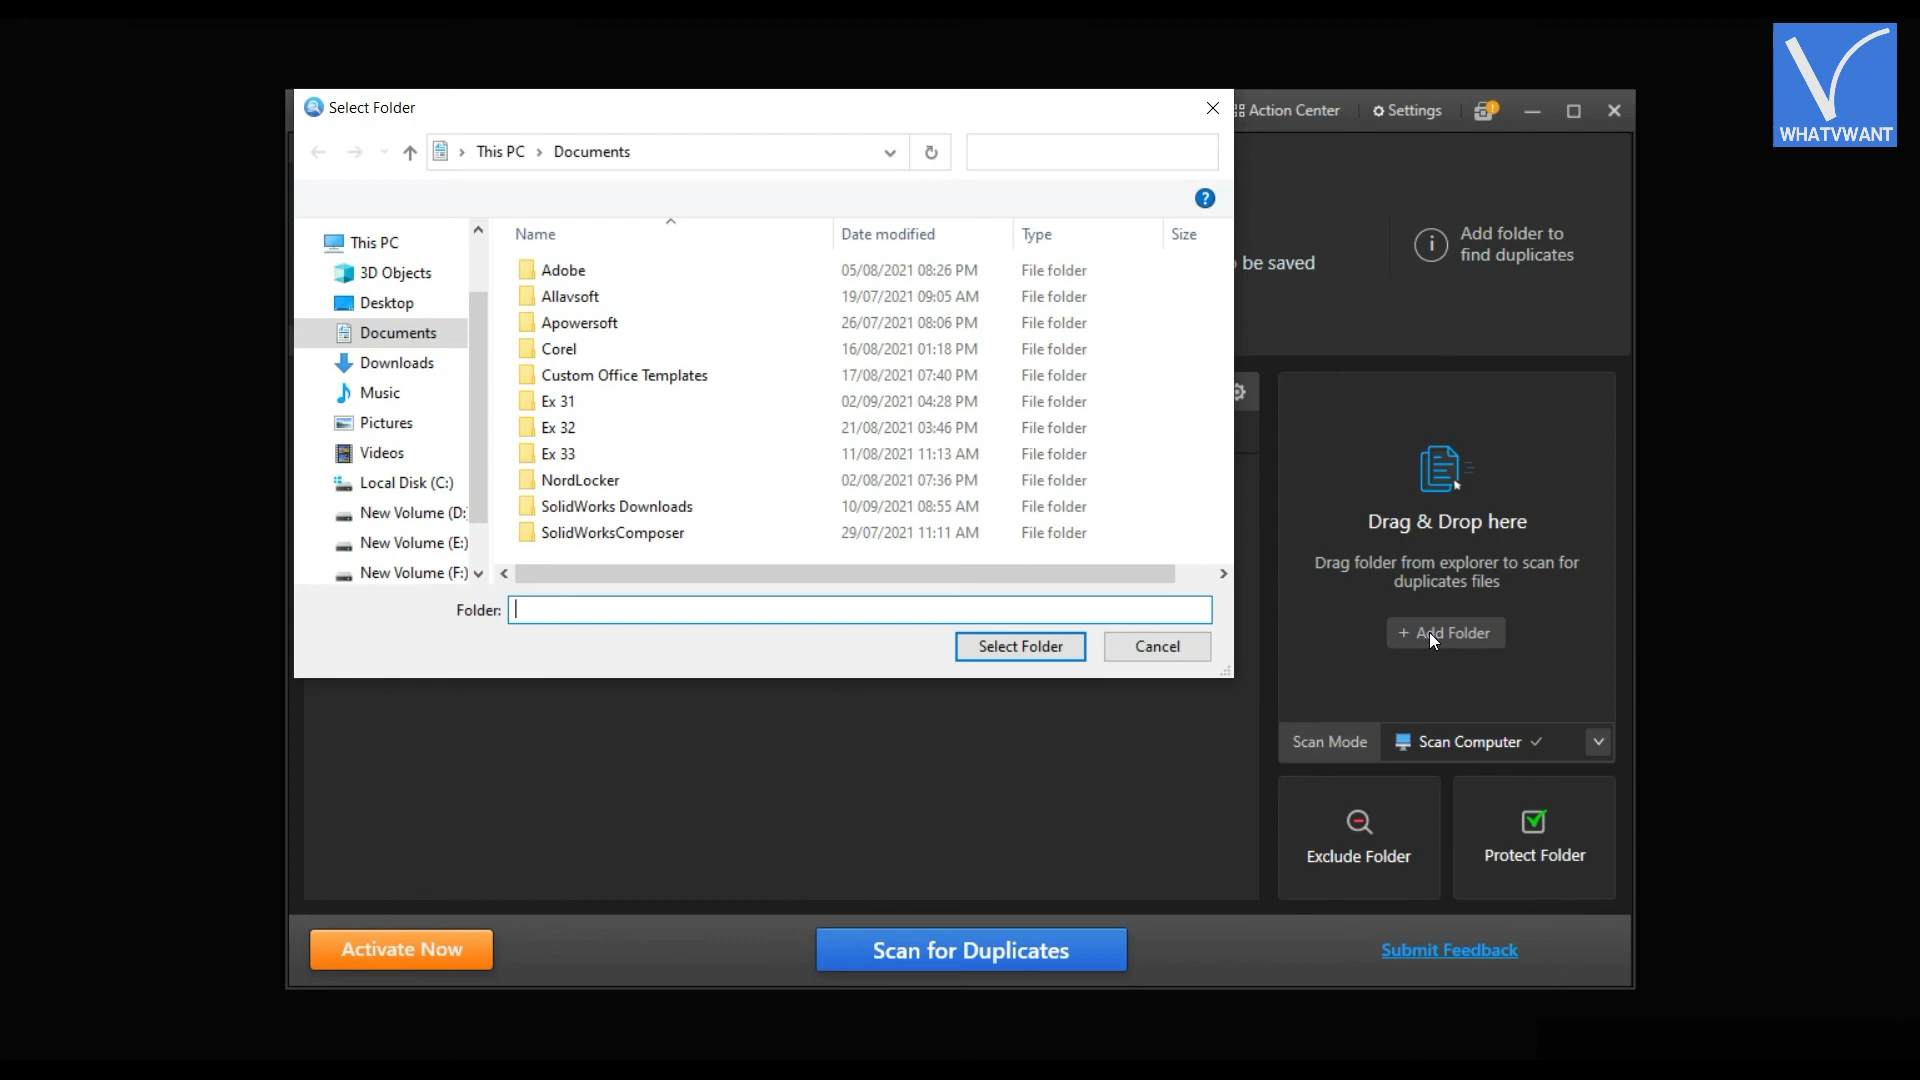 WHATVWANT
Select Folder
Action Center
Settings
This PC > Documents
Name
Date modified
Type
Size
This PC
3D Objects
Desktop
Documents
Downloads
Music
Pictures
Videos
Local Disk (C:)
New Volume (D:
New Volume (E:)
New Volume (F:)
Adobe 05/08/2021 08:26 PM File folder
Allavsoft 19/07/2021 09:05 AM File folder
Apowersoft 26/07/2021 08:06 PM File folder
Corel 16/08/2021 01:18 PM File folder
Custom Office Templates 17/08/2021 07:40 PM File folder
Ex 31 02/09/2021 04:28 PM File folder
Ex 32 21/08/2021 03:46 PM File folder
Ex 33 11/08/2021 11:13 AM File folder
NordLocker 02/08/2021 07:36 PM File folder
SolidWorks Downloads 10/09/2021 08:55 AM File folder
SolidWorksComposer 29/07/2021 11:11 AM File folder
Folder:
Select Folder
Cancel
be saved
Add folder to
find duplicates
Drag & Drop here
Drag folder from explorer to scan for
duplicates files
+ Add Folder
Scan Mode
Scan Computer
Exclude Folder
Protect Folder
Activate Now
Scan for Duplicates
Submit Feedback